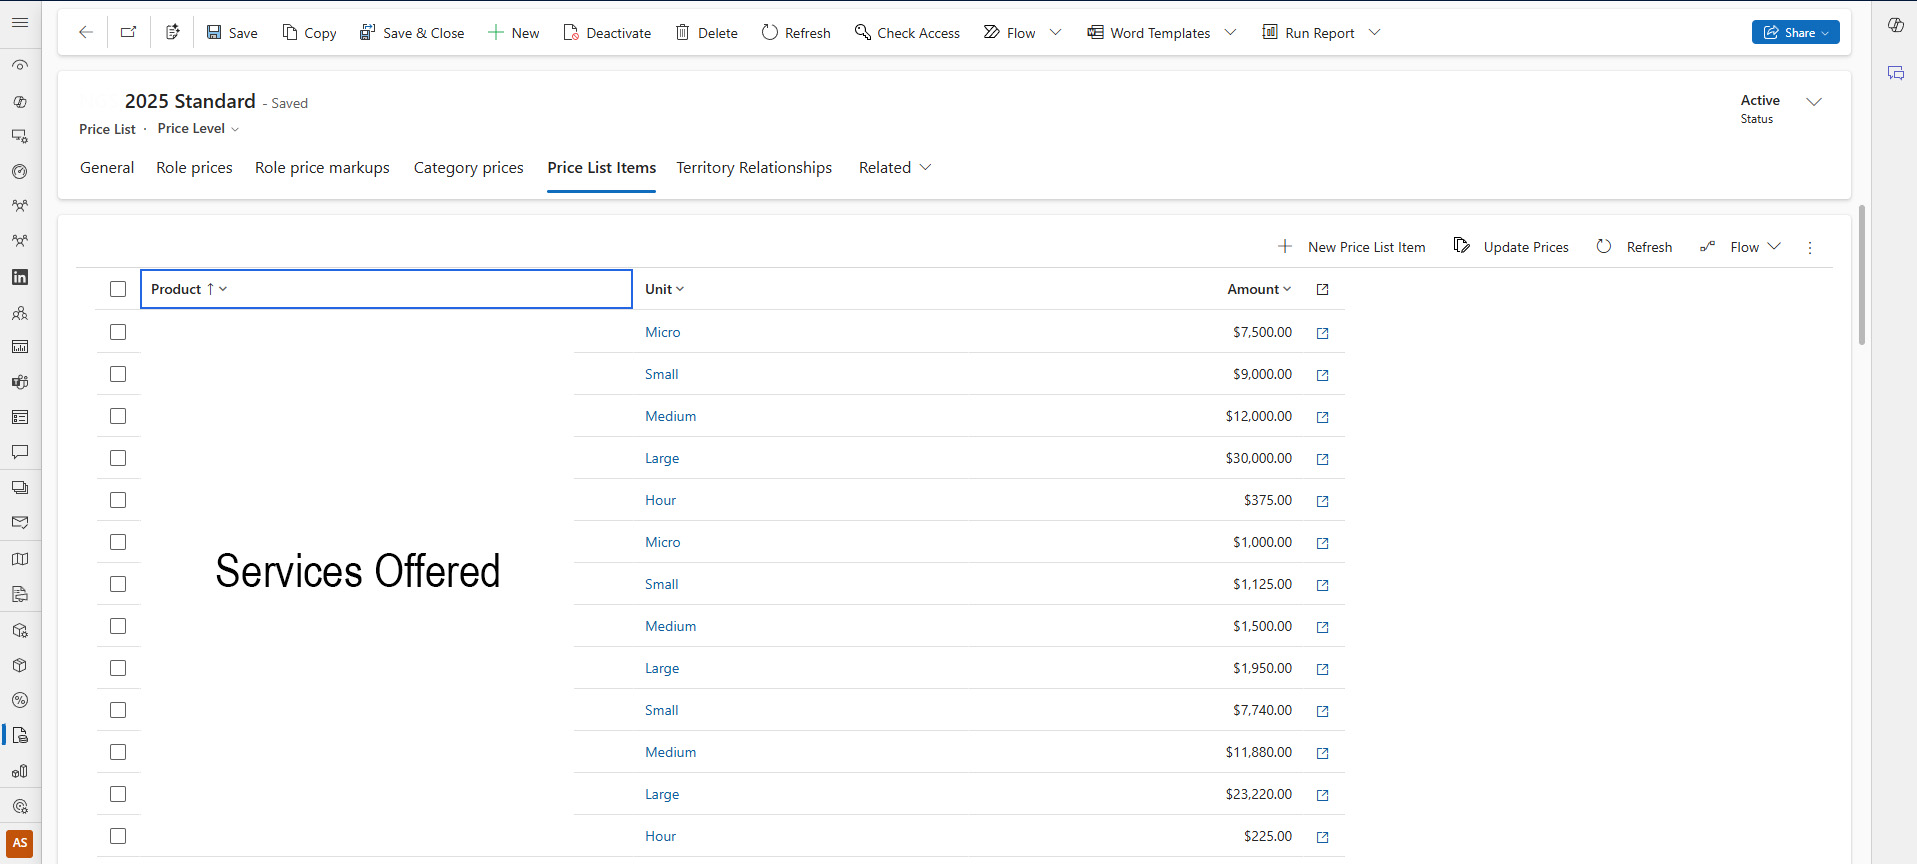 Save Copy Save & Close New Deactivate Delete Refresh Check Access Flow Word Templates Run Report Share
2025 Standard - Saved
Price List · Price Level
Active
Status
General Role prices Role price markups Category prices Price List Items Territory Relationships Related
New Price List Item Update Prices Refresh Flow
Product ↑ Unit Amount
Micro $7,500.00
Small $9,000.00
Medium $12,000.00
Large $30,000.00
Hour $375.00
Micro $1,000.00
Services Offered
Small $1,125.00
Medium $1,500.00
Large $1,950.00
Small $7,740.00
Medium $11,880.00
Large $23,220.00
Hour $225.00
AS